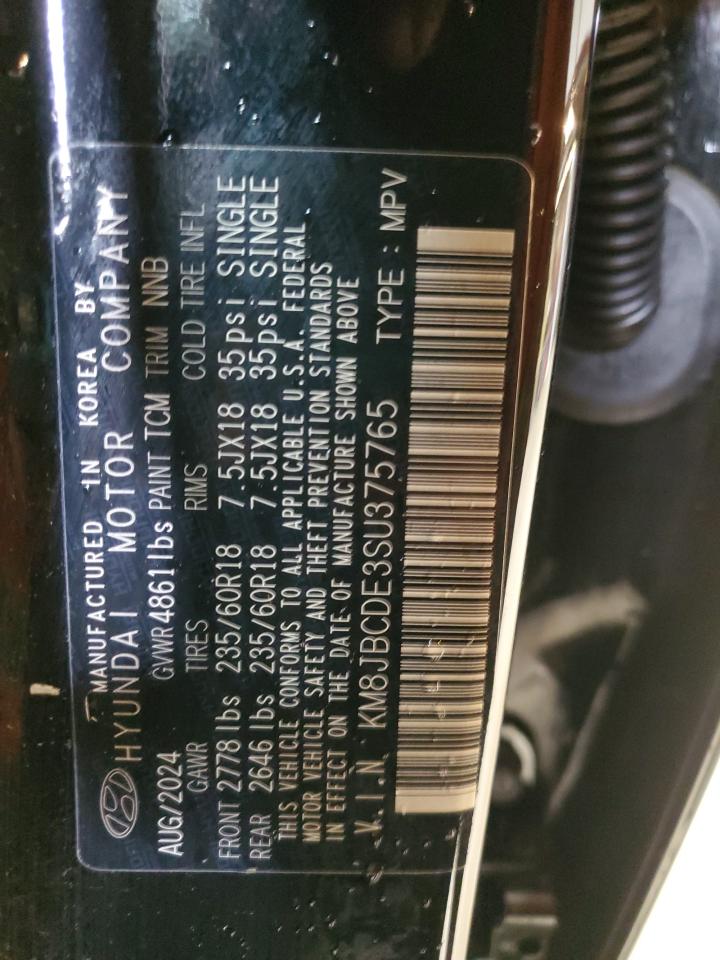 MANUFACTURED IN KOREA BY
HYUNDAI MOTOR COMPANY
AUG/2024 GVWR 4861 lbs PAINT TCM TRIM NNB
GAWR TIRES RIMS COLD TIRE INFL
FRONT 2778 lbs 235/60R18 7.5JX18 35psi SINGLE
REAR 2646 lbs 235/60R18 7.5JX18 35psi SINGLE
THIS VEHICLE CONFORMS TO ALL APPLICABLE U.S.A. FEDERAL
MOTOR VEHICLE SAFETY AND THEFT PREVENTION STANDARDS
IN EFFECT ON THE DATE OF MANUFACTURE SHOWN ABOVE
V.I.N KM8JBCDE3SU375765 TYPE : MPV